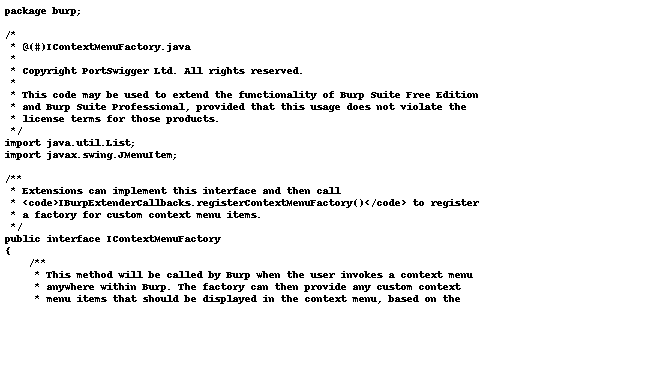 package burp;
/*
 * @(#)IContextMenuFactory.java
 *
 * Copyright PortSwigger Ltd. All rights reserved.
 *
 * This code may be used to extend the functionality of Burp Suite Free Edition
 * and Burp Suite Professional, provided that this usage does not violate the
 * license terms for those products.
 */
import java.util.List;
import javax.swing.JMenuItem;
/**
 * Extensions can implement this interface and then call
 * <code>IBurpExtenderCallbacks.registerContextMenuFactory()</code> to register
 * a factory for custom context menu items.
 */
public interface IContextMenuFactory
{
    /**
     * This method will be called by Burp when the user invokes a context menu
     * anywhere within Burp. The factory can then provide any custom context
     * menu items that should be displayed in the context menu, based on the